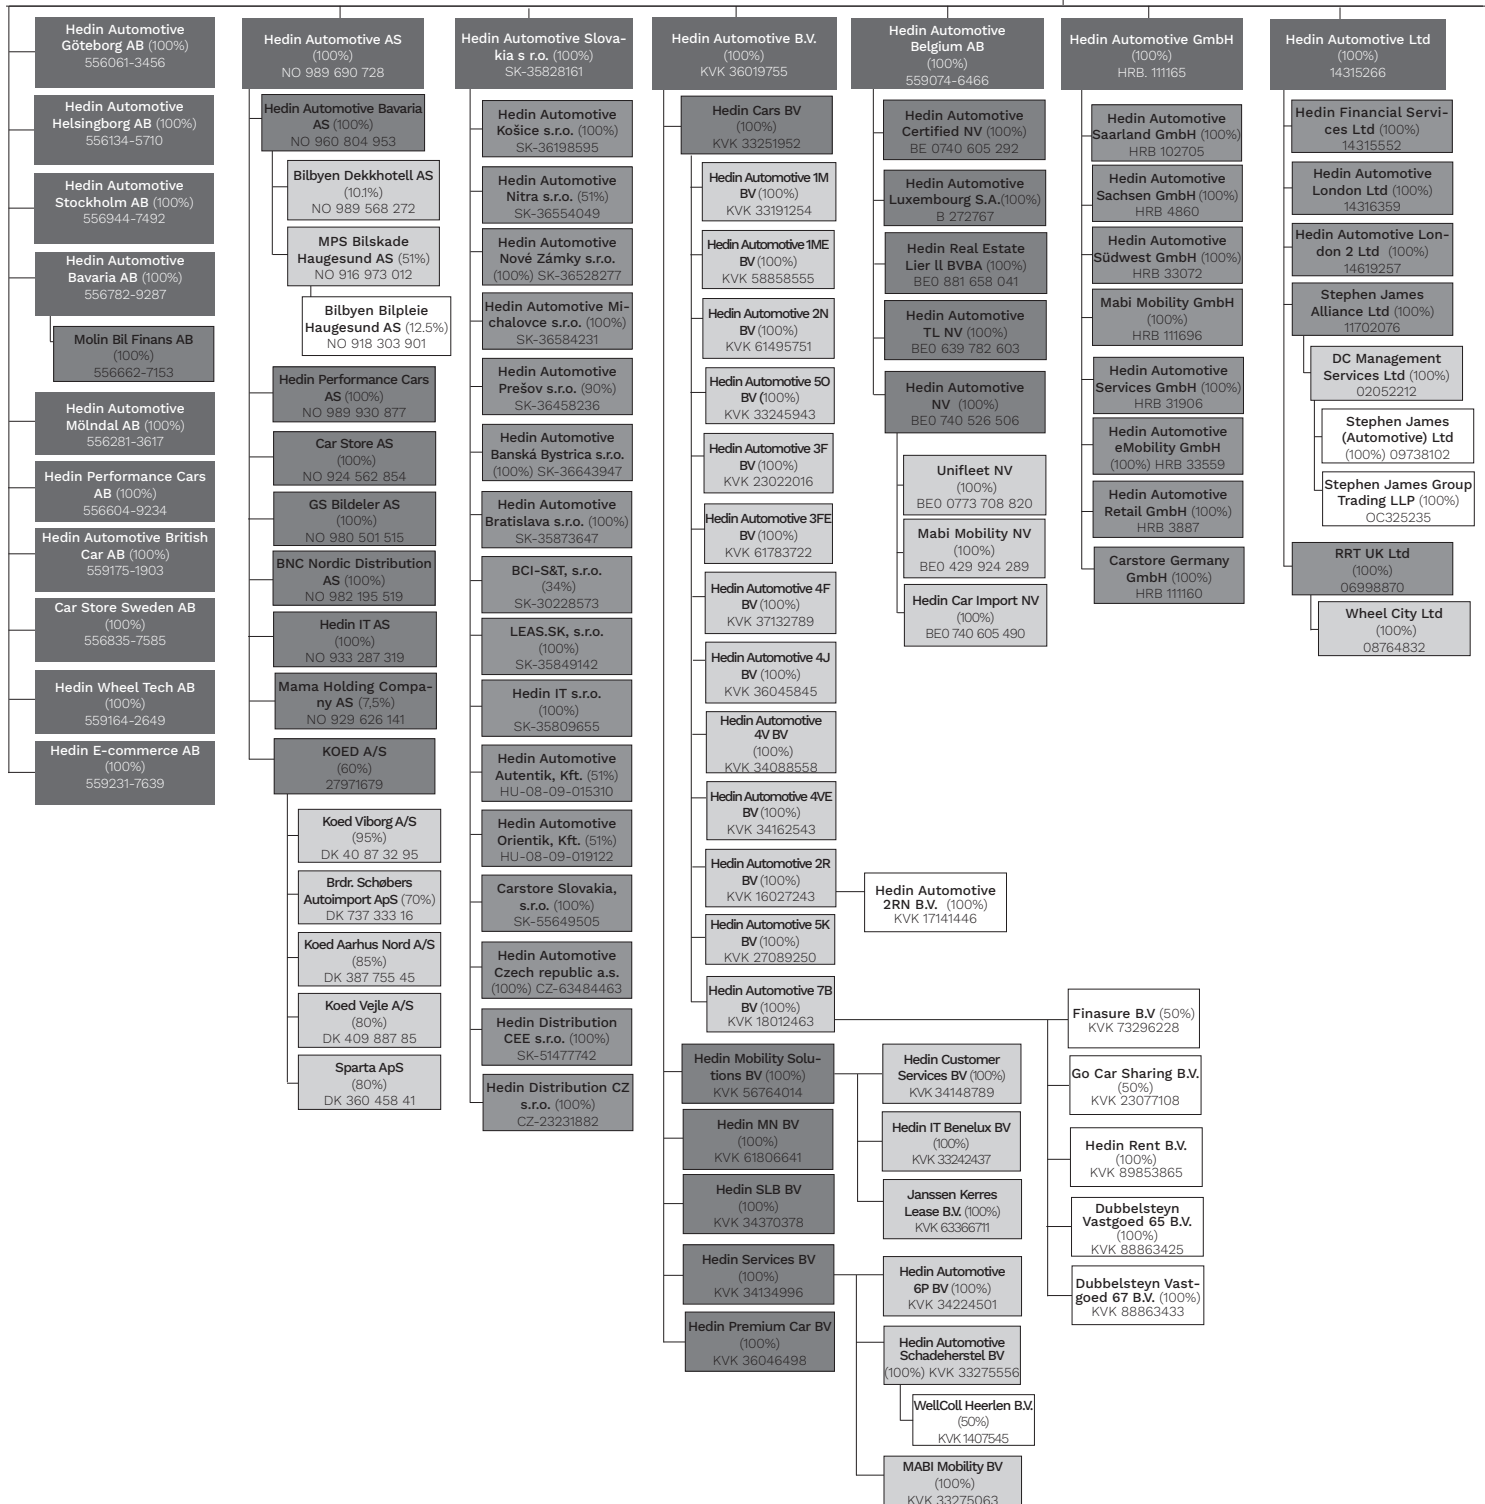 Hedin Automotive
Göteborg AB (100%)
556061-3456
Hedin Automotive
Helsingborg AB (100%)
556134-5710
Hedin Automotive
Stockholm AB (100%)
556944-7492
Hedin Automotive
Bavaria AB (100%)
556782-9287
Molin Bil Finans AB
(100%)
556662-7153
Hedin Automotive
Mölndal AB (100%)
556281-3617
Hedin Performance Cars
AB (100%)
556604-9234
Hedin Automotive British
Car AB (100%)
559175-1903
Car Store Sweden AB
(100%)
556835-7585
Hedin Wheel Tech AB
(100%)
559164-2649
Hedin E-commerce AB
(100%)
559231-7639
Hedin Automotive AS
(100%)
NO 989 690 728
Hedin Automotive Bavaria
AS (100%)
NO 960 804 953
Bilbyen Dekkhotell AS
(10.1%)
NO 989 568 272
MPS Bilskade
Haugesund AS (51%)
NO 916 973 012
Bilbyen Bilpleie
Haugesund AS (12.5%)
NO 918 303 901
Hedin Performance Cars
AS (100%)
NO 989 930 877
Car Store AS
(100%)
NO 924 562 854
GS Bildeler AS
(100%)
NO 980 501 515
BNC Nordic Distribution
AS (100%)
NO 982 195 519
Hedin IT AS
(100%)
NO 933 287 319
Mama Holding Compa-
ny AS (7,5%)
NO 929 626 141
KOED A/S
(60%)
27971679
Koed Viborg A/S
(95%)
DK 40 87 32 95
Brdr. Schøbers
Autoimport ApS (70%)
DK 737 333 16
Koed Aarhus Nord A/S
(85%)
DK 387 755 45
Koed Vejle A/S
(80%)
DK 409 887 85
Sparta ApS
(80%)
DK 360 458 41
Hedin Automotive Slova-
kia s r.o. (100%)
SK-35828161
Hedin Automotive
Košice s.r.o. (100%)
SK-36198595
Hedin Automotive
Nitra s.r.o. (51%)
SK-36554049
Hedin Automotive
Nové Zámky s.r.o.
(100%) SK-36528277
Hedin Automotive Mi-
chalovce s.r.o. (100%)
SK-36584231
Hedin Automotive
Prešov s.r.o. (90%)
SK-36458236
Hedin Automotive
Banská Bystrica s.r.o.
(100%) SK-36643947
Hedin Automotive
Bratislava s.r.o. (100%)
SK-35873647
BCI-S&T, s.r.o.
(34%)
SK-30228573
LEAS.SK, s.r.o.
(100%)
SK-35849142
Hedin IT s.r.o.
(100%)
SK-35809655
Hedin Automotive
Autentik, Kft. (51%)
HU-08-09-015310
Hedin Automotive
Orientik, Kft. (51%)
HU-08-09-019122
Carstore Slovakia,
s.r.o. (100%)
SK-55649505
Hedin Automotive
Czech republic a.s.
(100%) CZ-63484463
Hedin Distribution
CEE s.r.o. (100%)
SK-51477742
Hedin Distribution CZ
s.r.o. (100%)
CZ-23231882
Hedin Automotive B.V.
(100%)
KVK 36019755
Hedin Cars BV
(100%)
KVK 33251952
Hedin Automotive 1M
BV (100%)
KVK 33191254
Hedin Automotive 1ME
BV (100%)
KVK 58858555
Hedin Automotive 2N
BV (100%)
KVK 61495751
Hedin Automotive 5O
BV (100%)
KVK 33245943
Hedin Automotive 3F
BV (100%)
KVK 23022016
Hedin Automotive 3FE
BV (100%)
KVK 61783722
Hedin Automotive 4F
BV (100%)
KVK 37132789
Hedin Automotive 4J
BV (100%)
KVK 36045845
Hedin Automotive
4V BV
(100%)
KVK 34088558
Hedin Automotive 4VE
BV (100%)
KVK 34162543
Hedin Automotive 2R
BV (100%)
KVK 16027243
Hedin Automotive
2RN B.V. (100%)
KVK 17141446
Hedin Automotive 5K
BV (100%)
KVK 27089250
Hedin Automotive 7B
BV (100%)
KVK 18012463
Finasure B.V (50%)
KVK 73296228
Go Car Sharing B.V.
(50%)
KVK 23077108
Hedin Rent B.V.
(100%)
KVK 89853865
Dubbelsteyn
Vastgoed 65 B.V.
(100%)
KVK 88863425
Dubbelsteyn Vast-
goed 67 B.V. (100%)
KVK 88863433
Hedin Mobility Solu-
tions BV (100%)
KVK 56764014
Hedin Customer
Services BV (100%)
KVK 34148789
Hedin IT Benelux BV
(100%)
KVK 33242437
Janssen Kerres
Lease B.V. (100%)
KVK 63366711
Hedin MN BV
(100%)
KVK 61806641
Hedin SLB BV
(100%)
KVK 34370378
Hedin Services BV
(100%)
KVK 34134996
Hedin Automotive
6P BV (100%)
KVK 34224501
Hedin Automotive
Schadeherstel BV
(100%) KVK 33275556
WellColl Heerlen B.V.
(50%)
KVK 1407545
MABI Mobility BV
(100%)
KVK 33275063
Hedin Premium Car BV
(100%)
KVK 36046498
Hedin Automotive
Belgium AB
(100%)
559074-6466
Hedin Automotive
Certified NV (100%)
BE 0740 605 292
Hedin Automotive
Luxembourg S.A.(100%)
B 272767
Hedin Real Estate
Lier ll BVBA (100%)
BE0 881 658 041
Hedin Automotive
TL NV (100%)
BE0 639 782 603
Hedin Automotive
NV (100%)
BE0 740 526 506
Unifleet NV
(100%)
BE0 0773 708 820
Mabi Mobility NV
(100%)
BE0 429 924 289
Hedin Car Import NV
(100%)
BE0 740 605 490
Hedin Automotive GmbH
(100%)
HRB. 111165
Hedin Automotive
Saarland GmbH (100%)
HRB 102705
Hedin Automotive
Sachsen GmbH (100%)
HRB 4860
Hedin Automotive
Südwest GmbH (100%)
HRB 33072
Mabi Mobility GmbH
(100%)
HRB 111696
Hedin Automotive
Services GmbH (100%)
HRB 31906
Hedin Automotive
eMobility GmbH
(100%) HRB 33559
Hedin Automotive
Retail GmbH (100%)
HRB 3887
Carstore Germany
GmbH (100%)
HRB 111160
Hedin Automotive Ltd
(100%)
14315266
Hedin Financial Servi-
ces Ltd (100%)
14315552
Hedin Automotive
London Ltd (100%)
14316359
Hedin Automotive Lon-
don 2 Ltd (100%)
14619257
Stephen James
Alliance Ltd (100%)
11702076
DC Management
Services Ltd (100%)
02052212
Stephen James
(Automotive) Ltd
(100%) 09738102
Stephen James Group
Trading LLP (100%)
OC325235
RRT UK Ltd
(100%)
06998870
Wheel City Ltd
(100%)
08764832